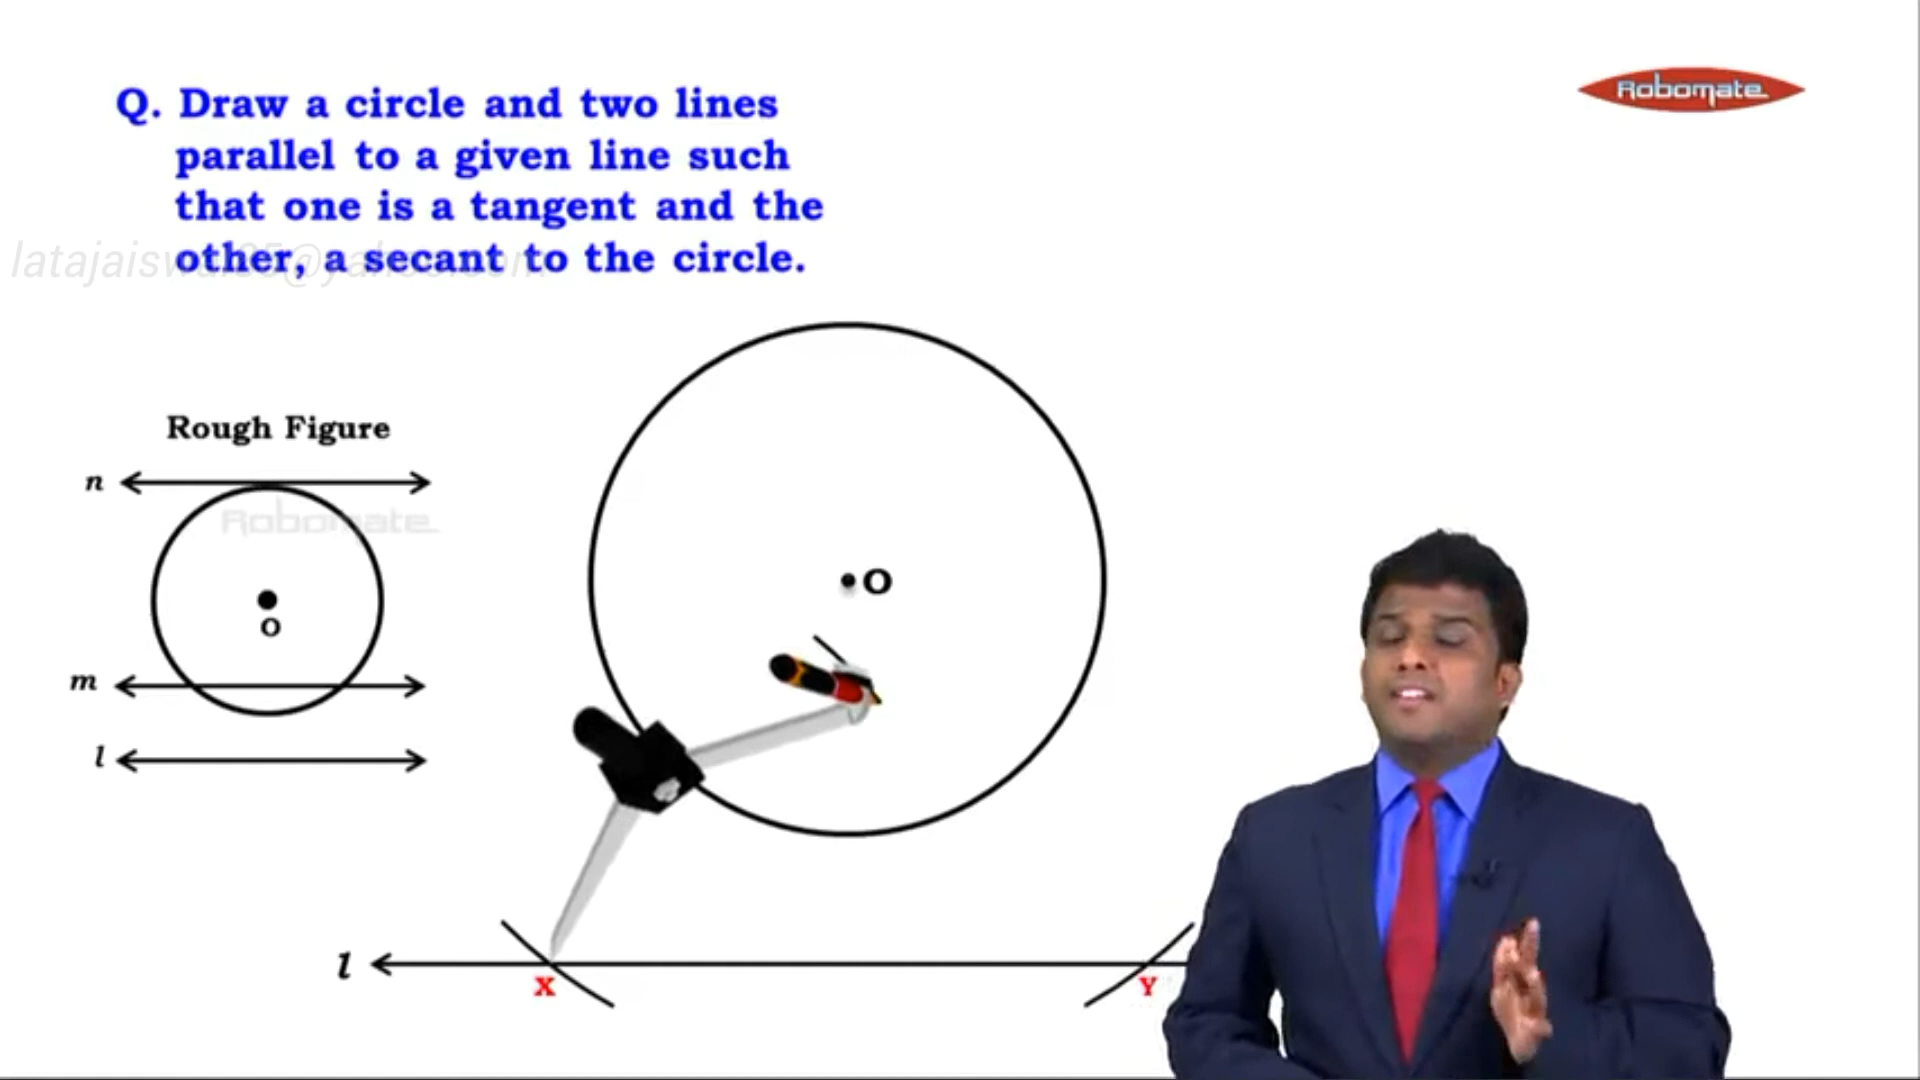 Robomate
Q. Draw a circle and two lines
parallel to a given line such
that one is a tangent and the
other, a secant to the circle.
Rough Figure
n
Robomate
O
O
m
l
l
X
Y